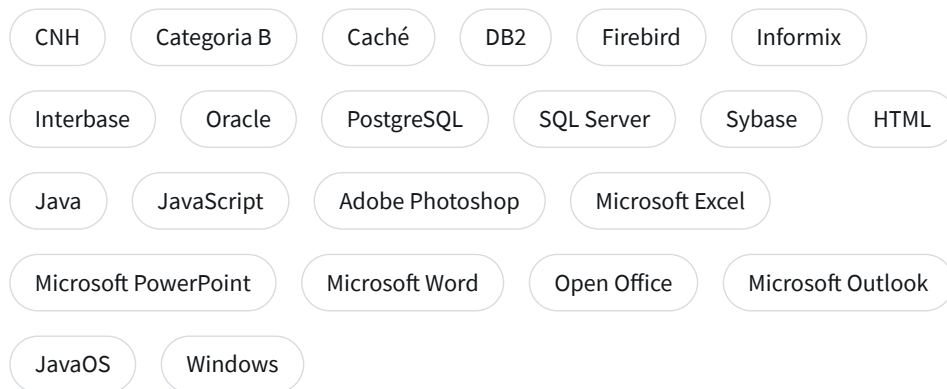 CNH Categoria B Caché DB2 Firebird Informix
Interbase Oracle PostgreSQL SQL Server Sybase HTML
Java JavaScript Adobe Photoshop Microsoft Excel
Microsoft PowerPoint Microsoft Word Open Office Microsoft Outlook
JavaOS Windows